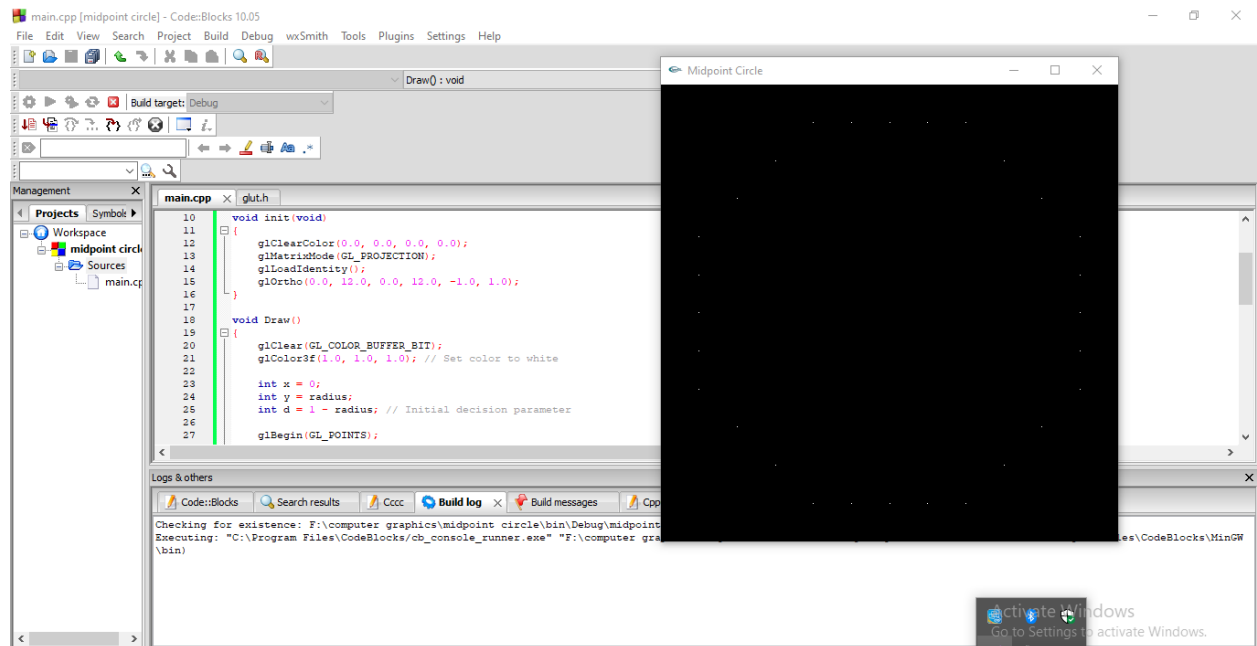 main.cpp [midpoint circle] - Code::Blocks 10.05
File Edit View Search Project Build Debug wxSmith Tools Plugins Settings Help
Draw() : void
Midpoint Circle
Build target: Debug
Management
main.cpp glut.h
Projects Symbols
Workspace
midpoint circle
Sources
main.cp
10 void init(void)
11 {
12 glClearColor(0.0, 0.0, 0.0, 0.0);
13 glMatrixMode(GL_PROJECTION);
14 glLoadIdentity();
15 glOrtho(0.0, 12.0, 0.0, 12.0, -1.0, 1.0);
16 }
17
18 void Draw()
19 {
20 glClear(GL_COLOR_BUFFER_BIT);
21 glColor3f(1.0, 1.0, 1.0); // Set color to white
22
23 int x = 0;
24 int y = radius;
25 int d = 1 - radius; // Initial decision parameter
26
27 glBegin(GL_POINTS);
Logs & others
Code::Blocks Search results Cccc Build log Build messages Cpp
Checking for existence: F:\computer graphics\midpoint circle\bin\Debug\midpoint
Executing: "C:\Program Files\CodeBlocks/cb_console_runner.exe" "F:\computer gra les\CodeBlocks\MinGW
\bin)
Activate Windows
Go to Settings to activate Windows.